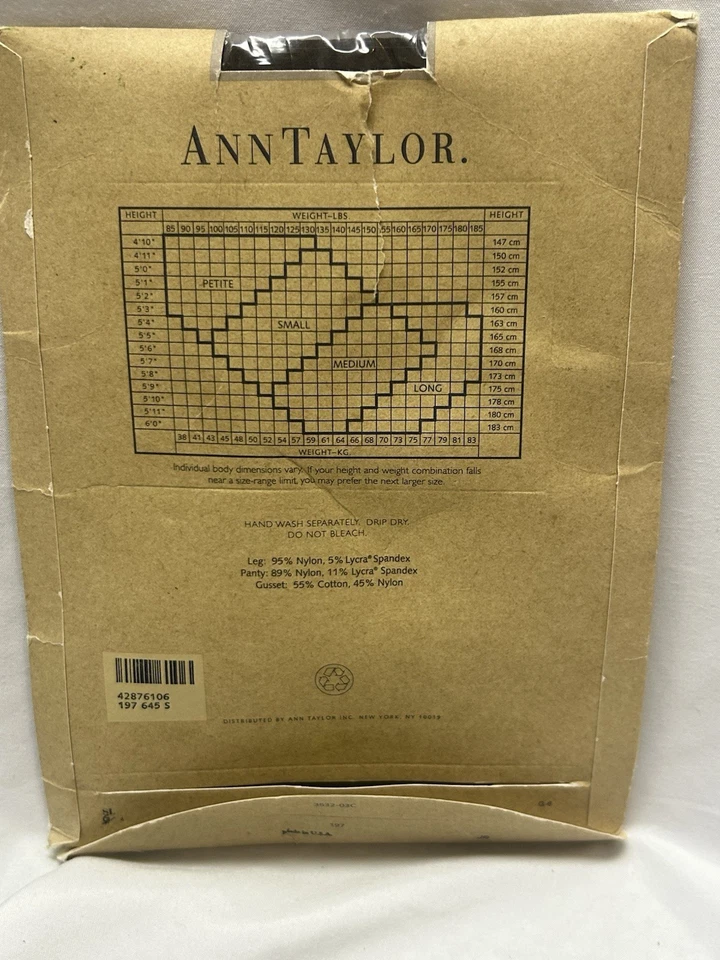 ANNTAYLOR.
HEIGHT WEIGHT–LBS. HEIGHT
85 90 95 100 105 110 115 120 125 130 135 140 145 150 155 160 165 170 175 180 185
4'10" 147 cm
4'11" 150 cm
5'0" 152 cm
5'1" PETITE 155 cm
5'2" 157 cm
5'3" 160 cm
5'4" SMALL 163 cm
5'5" 165 cm
5'6" 168 cm
5'7" MEDIUM 170 cm
5'8" 173 cm
5'9" LONG 175 cm
5'10" 178 cm
5'11" 180 cm
6'0" 183 cm
38 41 43 45 48 50 52 54 57 59 61 64 66 68 70 73 75 77 79 81 83
WEIGHT–KG.
Individual body dimensions vary. If your height and weight combination falls
near a size-range limit, you may prefer the next larger size.
HAND WASH SEPARATELY. DRIP DRY.
DO NOT BLEACH.
Leg: 95% Nylon, 5% Lycra® Spandex
Panty: 89% Nylon, 11% Lycra® Spandex
Gusset: 55% Cotton, 45% Nylon
42876106
197 645 S
DISTRIBUTED BY ANN TAYLOR INC. NEW YORK, NY 10018